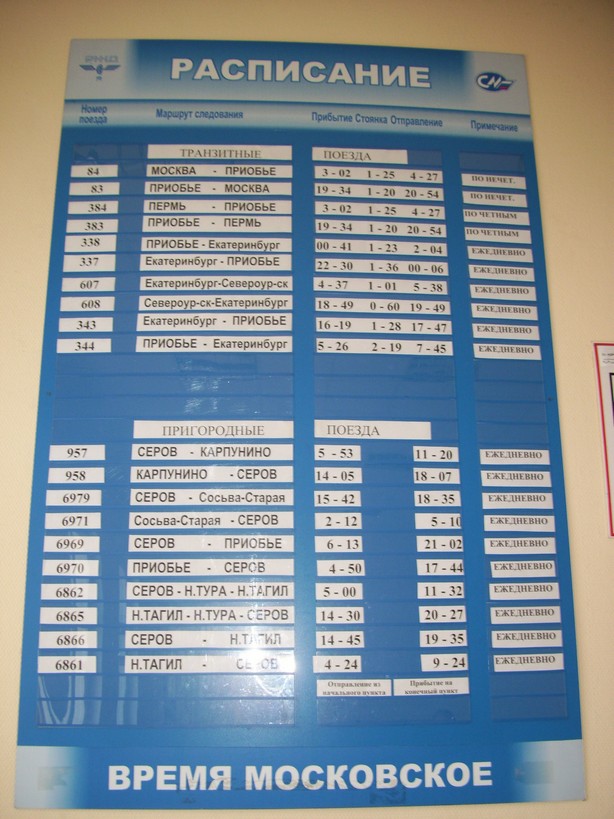 РАСПИСАНИЕ
Номер поезда Маршрут следования Прибытие Стоянка Отправление Примечания
ТРАНЗИТНЫЕ ПОЕЗДА
84 МОСКВА - ПРИОБЬЕ 3 - 02 1 - 25 4 - 27 ПО НЕЧЕТ.
83 ПРИОБЬЕ - МОСКВА 19 - 34 1 - 20 20 - 54 ПО НЕЧЕТ.
384 ПЕРМЬ - ПРИОБЬЕ 3 - 02 1 - 25 4 - 27 ПО ЧЕТНЫМ
383 ПРИОБЬЕ - ПЕРМЬ 19 - 34 1 - 20 20 - 54 ПО ЧЕТНЫМ
338 ПРИОБЬЕ - Екатеринбург 00 - 41 1 - 23 2 - 04 ЕЖЕДНЕВНО
337 Екатеринбург - ПРИОБЬЕ 22 - 30 1 - 36 00 - 06 ЕЖЕДНЕВНО
607 Екатеринбург-Североур-ск 4 - 37 1 - 01 5 - 38 ЕЖЕДНЕВНО
608 Североур-ск-Екатеринбург 18 - 49 0 - 60 19 - 49 ЕЖЕДНЕВНО
343 Екатеринбург - ПРИОБЬЕ 16 -19 1 - 28 17 - 47 ЕЖЕДНЕВНО
344 ПРИОБЬЕ - Екатеринбург 5 - 26 2 - 19 7 - 45 ЕЖЕДНЕВНО
ПРИГОРОДНЫЕ ПОЕЗДА
957 СЕРОВ - КАРПУНИНО 5 - 53 11 - 20 ЕЖЕДНЕВНО
958 КАРПУНИНО - СЕРОВ 14 - 05 18 - 07 ЕЖЕДНЕВНО
6979 СЕРОВ - Сосьва-Старая 15 - 42 18 - 35 ЕЖЕДНЕВНО
6971 Сосьва-Старая - СЕРОВ 2 - 12 5 - 10 ЕЖЕДНЕВНО
6969 СЕРОВ - ПРИОБЬЕ 6 - 13 21 - 02 ЕЖЕДНЕВНО
6970 ПРИОБЬЕ - СЕРОВ 4 - 50 17 - 44 ЕЖЕДНЕВНО
6862 СЕРОВ - Н.ТУРА - Н.ТАГИЛ 5 - 00 11 - 32 ЕЖЕДНЕВНО
6865 Н.ТАГИЛ - Н.ТУРА - СЕРОВ 14 - 30 20 - 27 ЕЖЕДНЕВНО
6866 СЕРОВ - Н.ТАГИЛ 14 - 45 19 - 35 ЕЖЕДНЕВНО
6861 Н.ТАГИЛ - СЕРОВ 4 - 24 9 - 24 ЕЖЕДНЕВНО
Отправление из Прибытие на
начального пункта конечный пункт
ВРЕМЯ МОСКОВСКОЕ